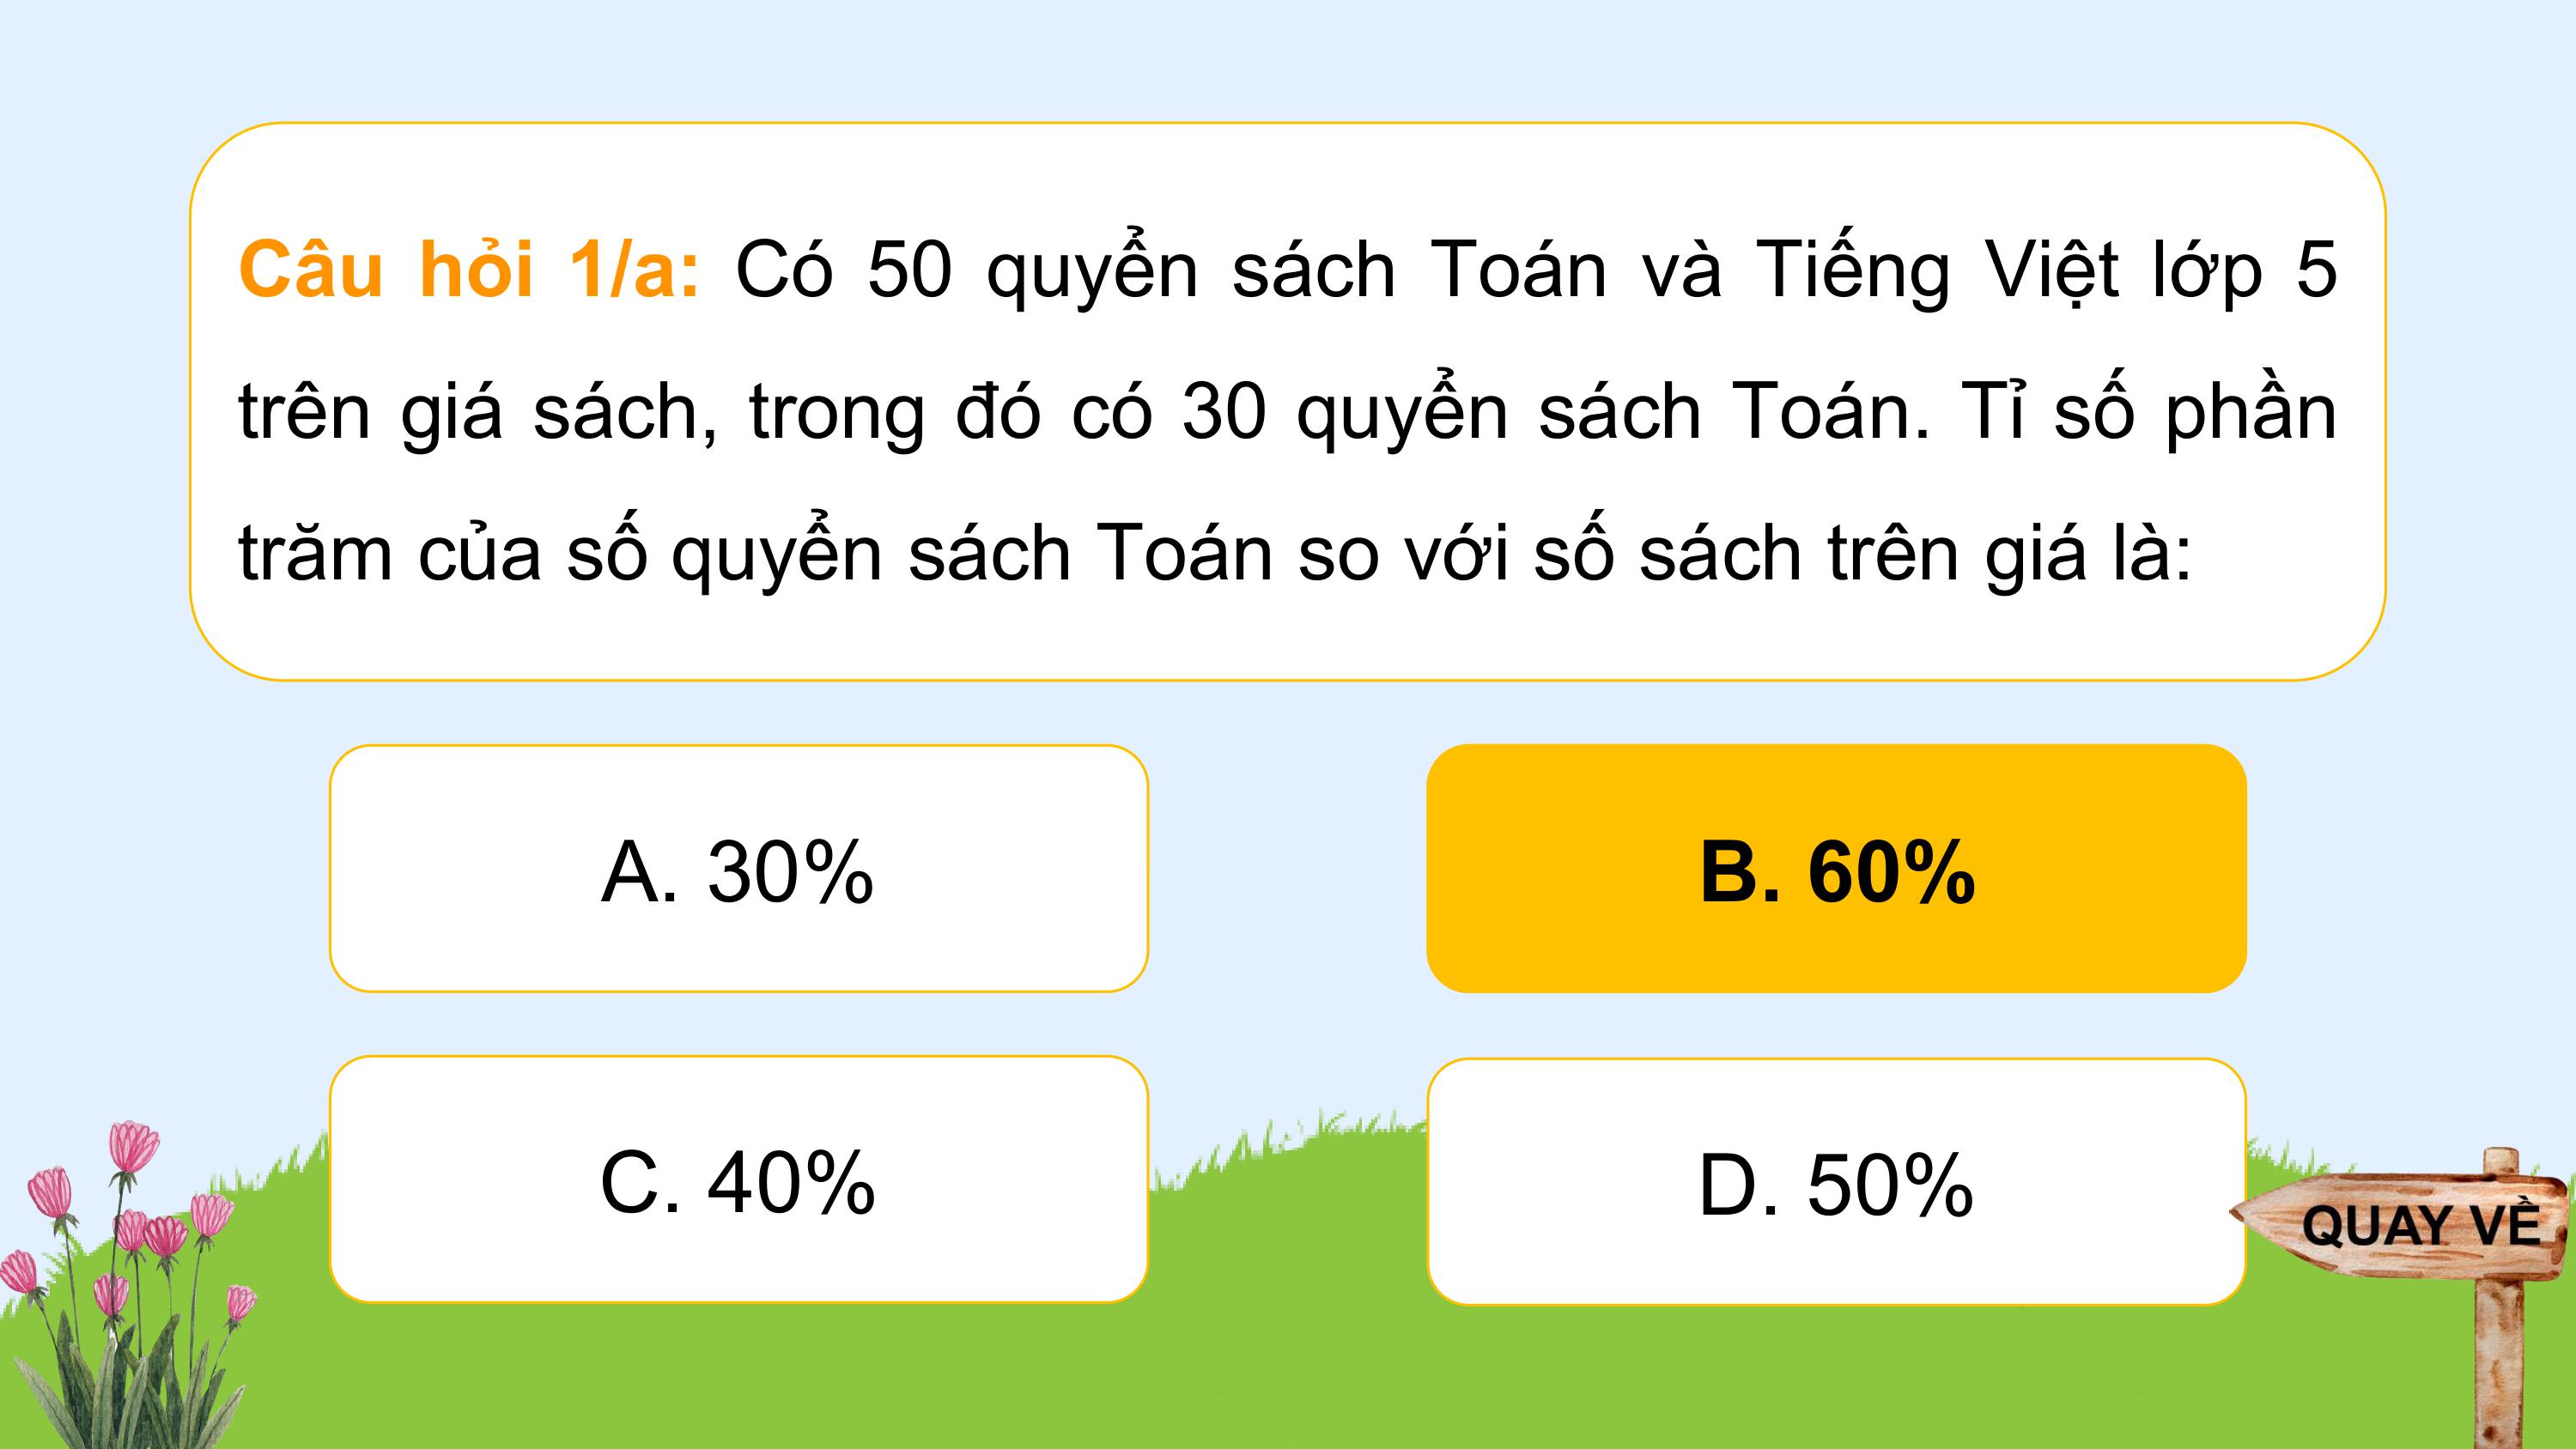 Câu hỏi 1/a: Có 50 quyển sách Toán và Tiếng Việt lớp 5
trên giá sách, trong đó có 30 quyển sách Toán. Tỉ số phần
trăm của số quyển sách Toán so với số sách trên giá là:
A. 30%
B. 60%
C. 40%
D. 50%
QUAY VỀ